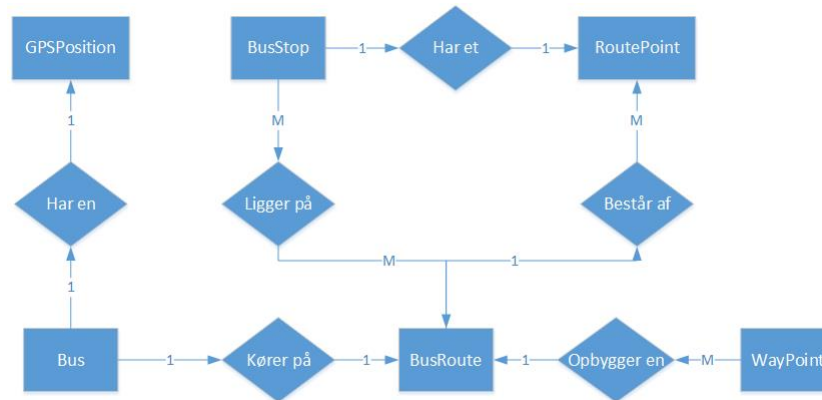 GPSPosition
BusStop
1
Har et
1
RoutePoint
1
M
M
Har en
Ligger på
Består af
1
M
1
Bus
1
Kører på
1
BusRoute
1
Opbygger en
M
WayPoint